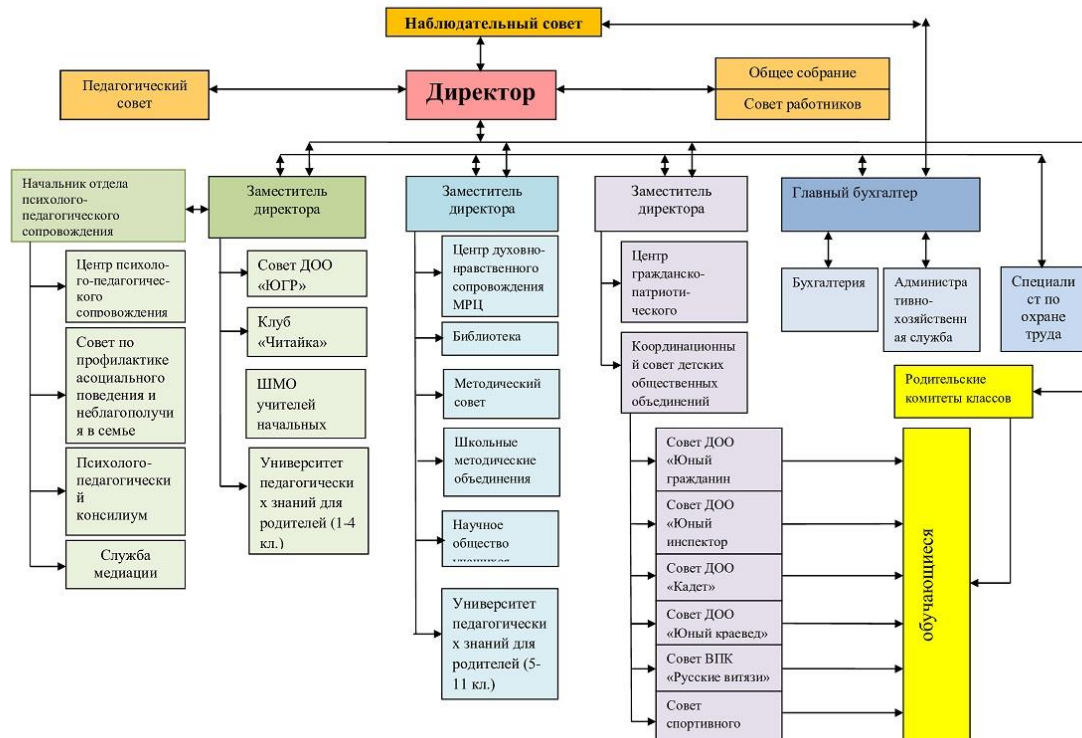 Наблюдательный совет
Педагогический
совет
Директор
Общее собрание
Совет работников
Начальник отдела
психолого-
педагогического
сопровождения
Заместитель
директора
Заместитель
директора
Заместитель
директора
Главный бухгалтер
Центр психоло-
го-педагогичес-
кого
сопровождения
Совет по
профилактике
асоциального
поведения и
неблагополучи
я в семье
Психолого-
педагогически
й
консилиум
Служба
медиации
Совет ДОО
«ЮГР»
Клуб
«Читайка»
ШМО
учителей
начальных
Университет
педагогически
х знаний для
родителей (1-4
кл.)
Центр духовно-
нравственного
сопровождения
МРЦ
Библиотека
Методический
совет
Школьные
методические
объединения
Научное
общество
учащихся
Университет
педагогически
х знаний для
родителей (5-
11 кл.)
Центр
гражданско-
патриоти-
ческого
Координационны
й совет детских
общественных
объединений
Совет ДОО
«Юный
гражданин
Совет ДОО
«Юный
инспектор
Совет ДОО
«Кадет»
Совет ДОО
«Юный краевед»
Совет ВПК
«Русские витязи»
Совет
спортивного
Бухгалтерия
Администра
тивно-
хозяйственн
ая служба
Специали
ст по
охране
труда
Родительские
комитеты классов
обучающиеся